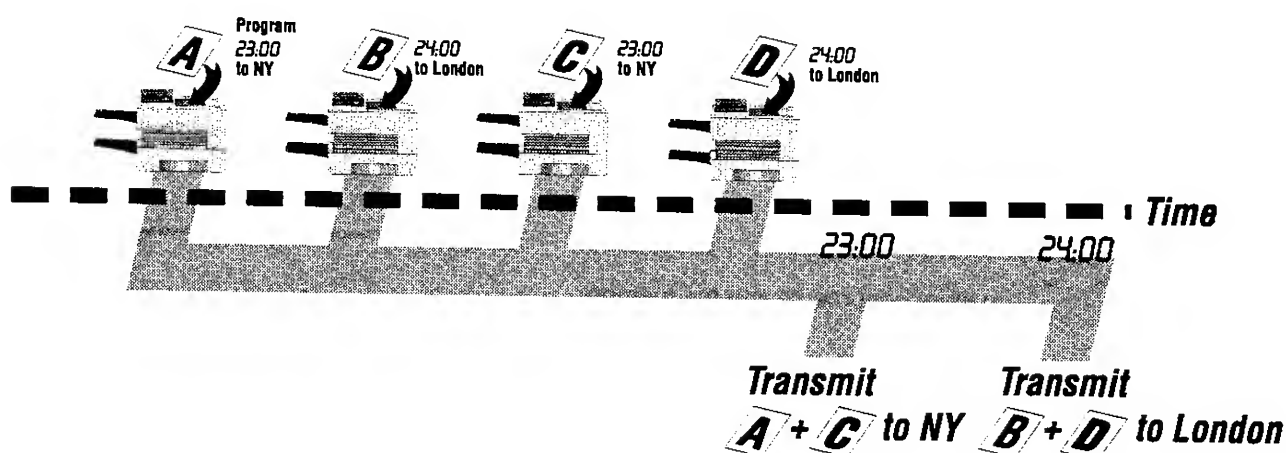 A
Program
23:00
to NY
B
24:00
to London
C
23:00
to NY
D
24:00
to London
Time
23:00
24:00
Transmit
A + C to NY
Transmit
B + D to London